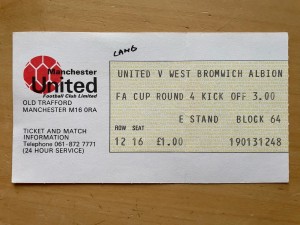 LAND
Manchester
United
Football Club Limited
OLD TRAFFORD
MANCHESTER M16 0RA
TICKET AND MATCH
INFORMATION
Telephone 061-872 7771
(24 HOUR SERVICE)
UNITED V WEST BROMWICH ALBION
FA CUP ROUND 4 KICK OFF 3.00
E STAND BLOCK 64
ROW SEAT
12 16 £1.00 190131248